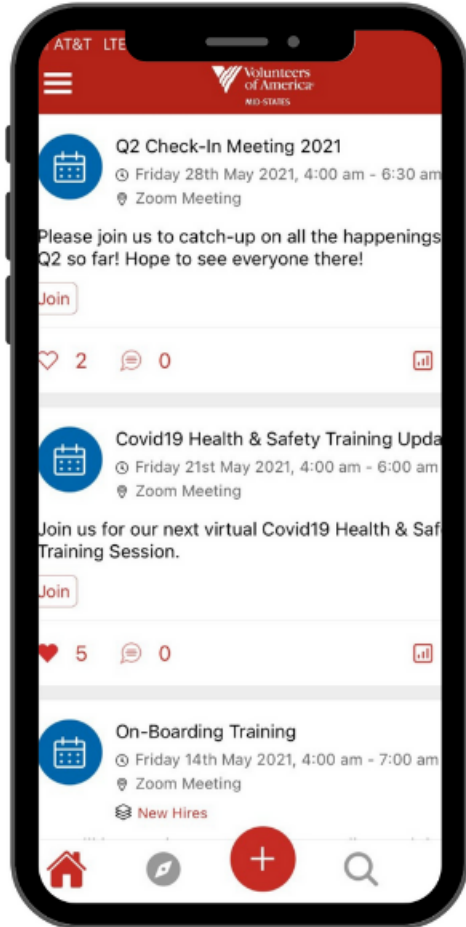 AT&T LTE
Volunteers
of America
MID-STATES
Q2 Check-In Meeting 2021
Friday 28th May 2021, 4:00 am - 6:30 am
Zoom Meeting
Please join us to catch-up on all the happenings
Q2 so far! Hope to see everyone there!
Join
2 0
Covid19 Health & Safety Training Upda
Friday 21st May 2021, 4:00 am - 6:00 am
Zoom Meeting
Join us for our next virtual Covid19 Health & Saf
Training Session.
Join
5 0
On-Boarding Training
Friday 14th May 2021, 4:00 am - 7:00 am
Zoom Meeting
New Hires